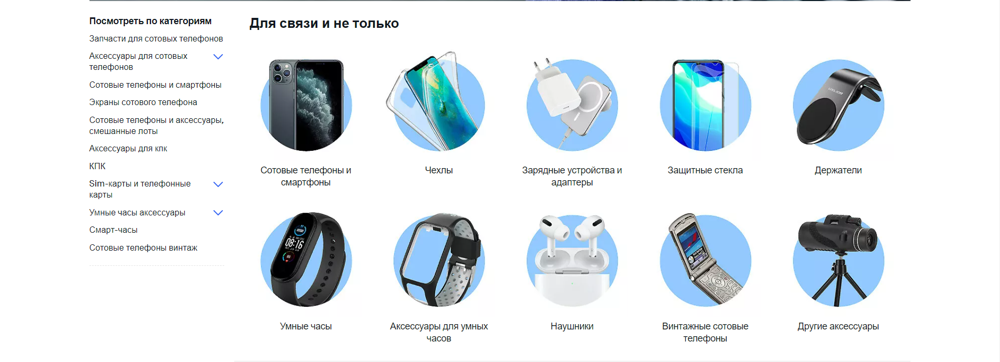 Посмотреть по категориям
Запчасти для сотовых телефонов
Аксессуары для сотовых
телефонов
Сотовые телефоны и смартфоны
Экраны сотового телефона
Сотовые телефоны и аксессуары,
смешанные лоты
Аксессуары для кпк
КПК
Sim-карты и телефонные
карты
Умные часы аксессуары
Смарт-часы
Сотовые телефоны винтаж
Для связи и не только
Сотовые телефоны и
смартфоны
Чехлы
Зарядные устройства и
адаптеры
Защитные стекла
Держатели
08:16
Умные часы
Аксессуары для умных
часов
Наушники
Винтажные сотовые
телефоны
Другие аксессуары